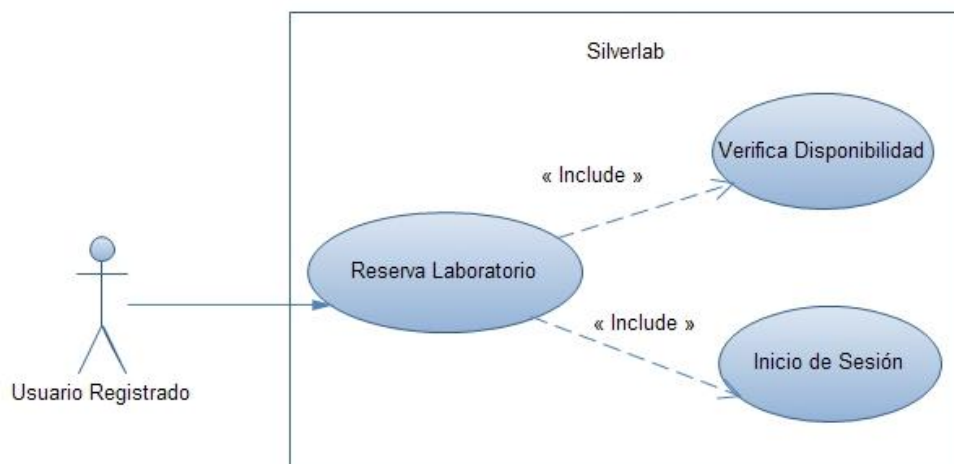 Silverlab
Verifica Disponibilidad
« Include »
Reserva Laboratorio
« Include »
Inicio de Sesión
Usuario Registrado